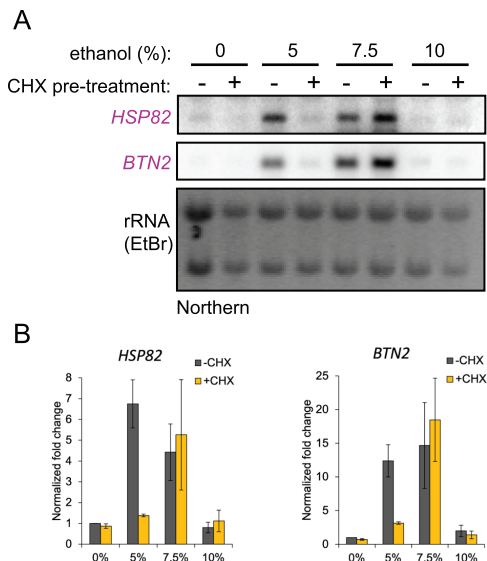 A
ethanol (%): 0 5 7.5 10
CHX pre-treatment: - + - + - + - +
HSP82
BTN2
rRNA
(EtBr)
Northern
B
HSP82
-CHX
+CHX
Normalized fold change
8
7
6
5
4
3
2
1
0
0% 5% 7.5% 10%
BTN2
-CHX
+CHX
Normalized fold change
25
20
15
10
5
0
0% 5% 7.5% 10%